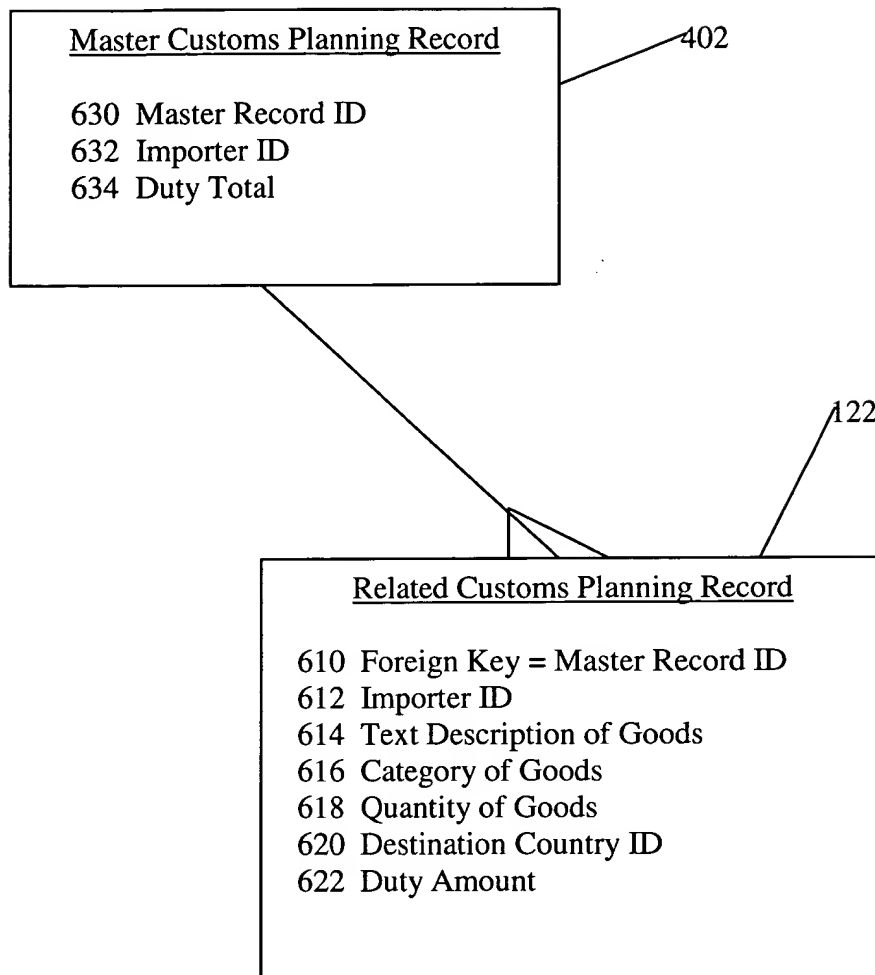 Master Customs Planning Record
402
630 Master Record ID
632 Importer ID
634 Duty Total
122
Related Customs Planning Record
610 Foreign Key = Master Record ID
612 Importer ID
614 Text Description of Goods
616 Category of Goods
618 Quantity of Goods
620 Destination Country ID
622 Duty Amount